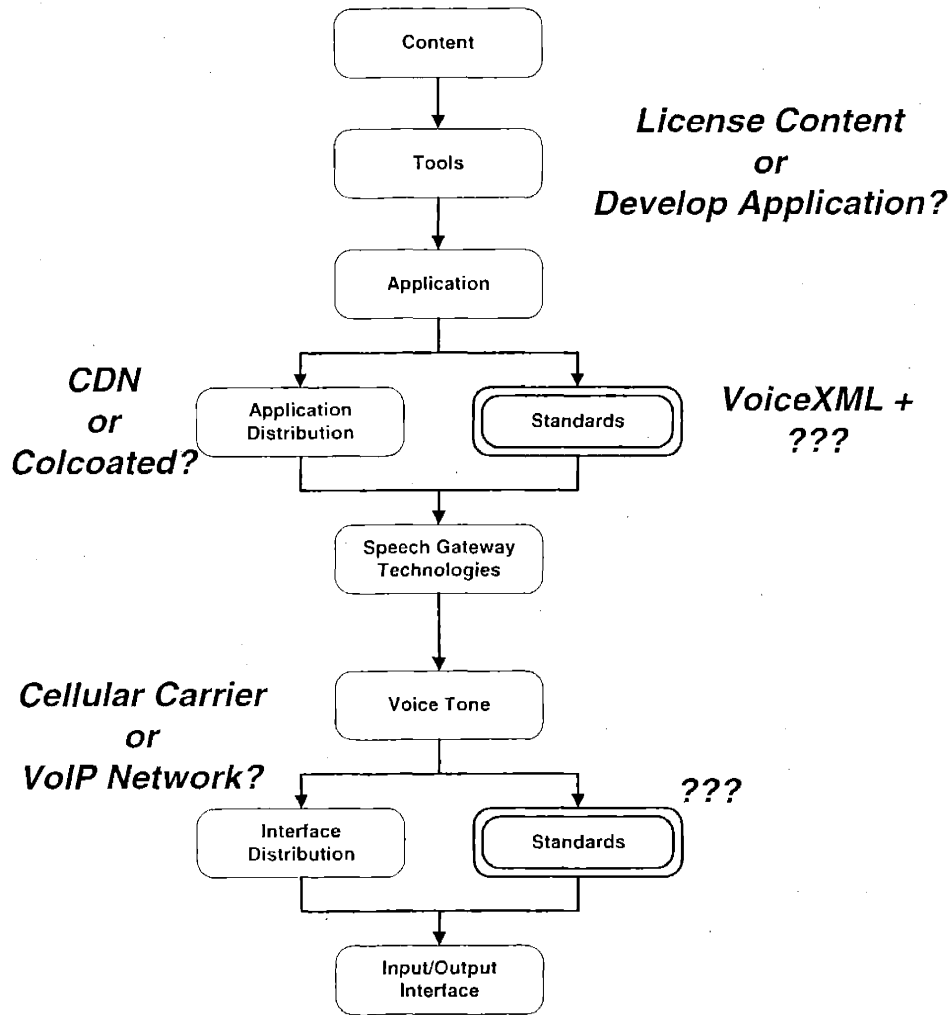 Content
License Content
or
Develop Application?
Tools
Application
CDN
or
Colcoated?
Application
Distribution
Standards
VoiceXML +
???
Speech Gateway
Technologies
Cellular Carrier
or
VoIP Network?
Voice Tone
Interface
Distribution
Standards
???
Input/Output
Interface